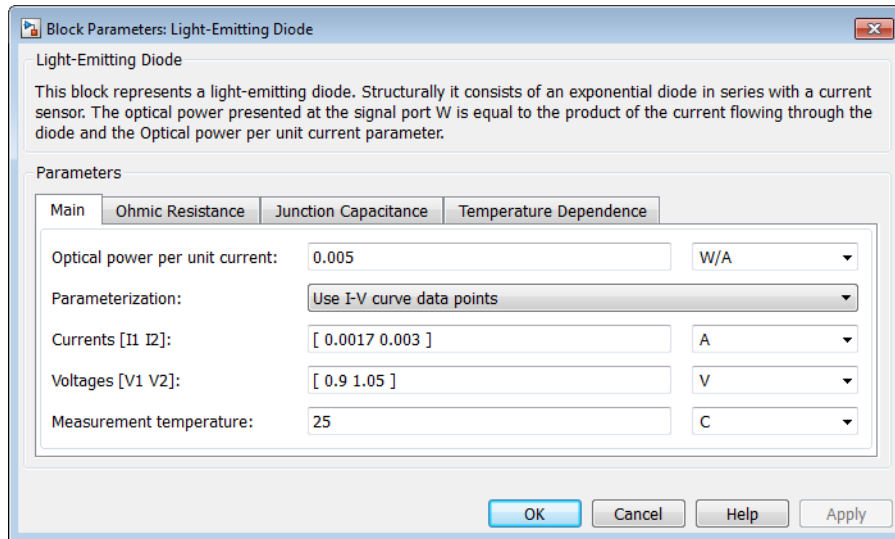 Block Parameters: Light-Emitting Diode
Light-Emitting Diode
This block represents a light-emitting diode. Structurally it consists of an exponential diode in series with a current
sensor. The optical power presented at the signal port W is equal to the product of the current flowing through the
diode and the Optical power per unit current parameter.
Parameters
Main Ohmic Resistance Junction Capacitance Temperature Dependence
Optical power per unit current: 0.005 W/A
Parameterization: Use I-V curve data points
Currents [I1 I2]: [ 0.0017 0.003 ] A
Voltages [V1 V2]: [ 0.9 1.05 ] V
Measurement temperature: 25 C
OK Cancel Help Apply